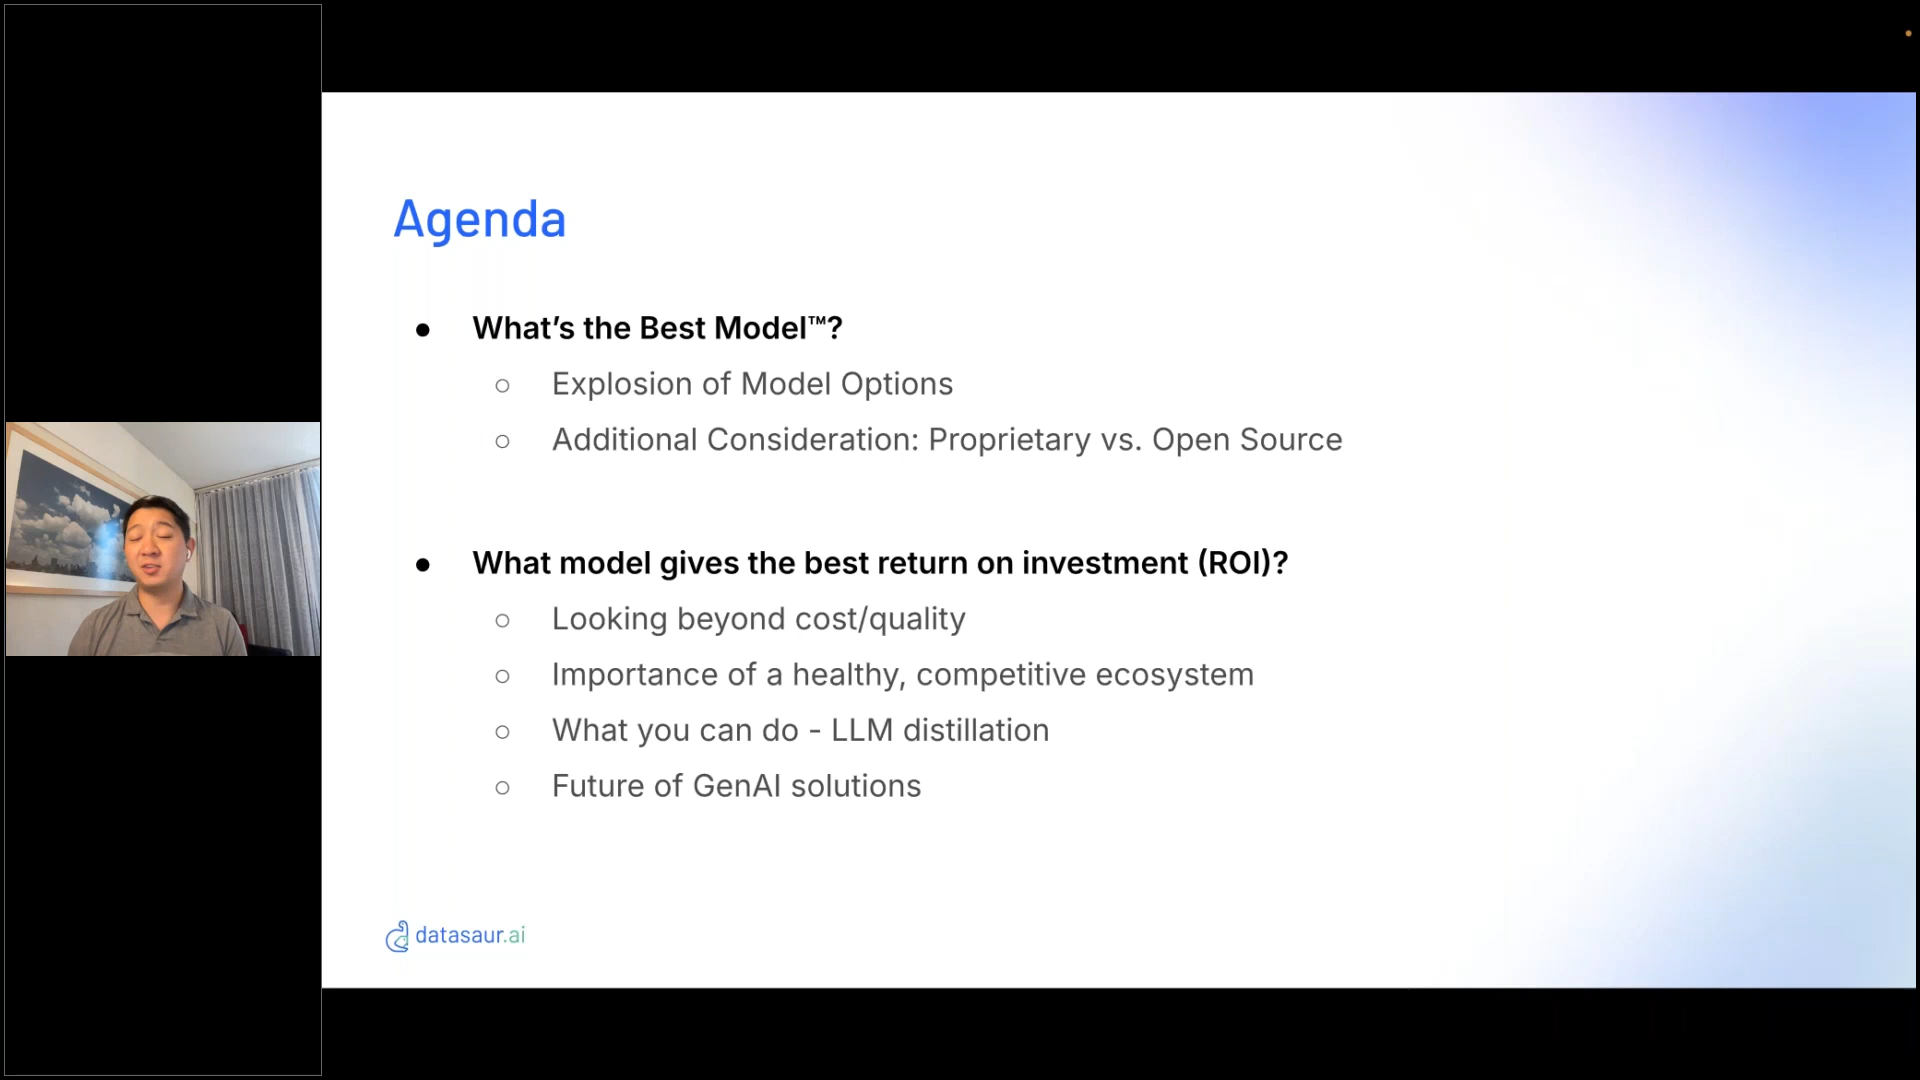 Agenda
● What’s the Best Model™?
○ Explosion of Model Options
○ Additional Consideration: Proprietary vs. Open Source
● What model gives the best return on investment (ROI)?
○ Looking beyond cost/quality
○ Importance of a healthy, competitive ecosystem
○ What you can do - LLM distillation
○ Future of GenAI solutions
datasaur.ai